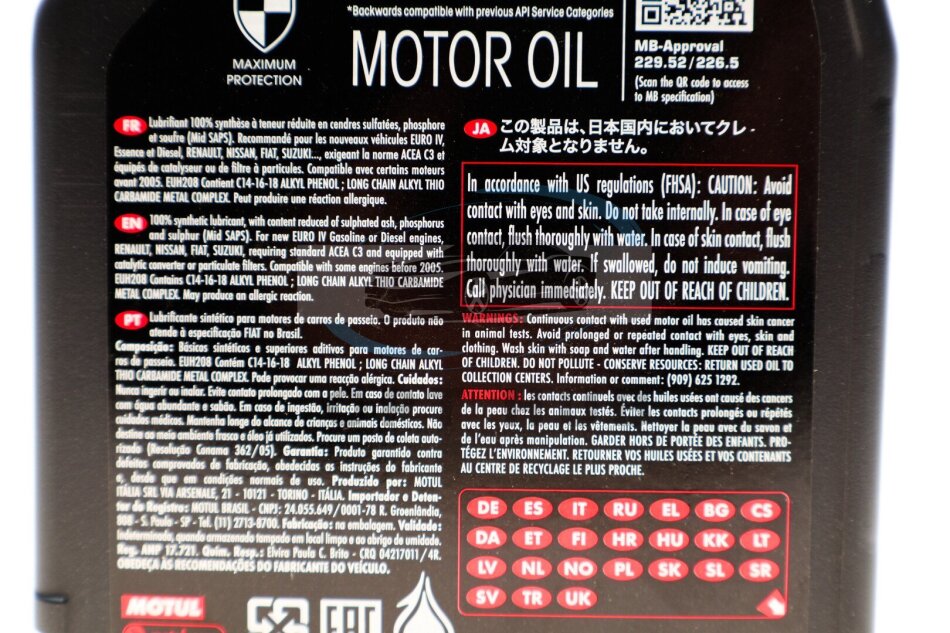 *Backwards compatible with previous API Service Categories
MAXIMUM
PROTECTION
MOTOR OIL
MB-Approval
229.52/226.5
(Scan the QR code to access
to MB specification)
FR Lubrifiant 100% synthèse à teneur réduite en cendres sulfatées, phosphore
et soufre (Mid SAPS). Recommandé pour les nouveaux véhicules EURO IV,
Essence et Diesel, RENAULT, NISSAN, FIAT, SUZUKI..., exigeant la norme ACEA C3 et
équipés du catalyseur ou de filtre à particules. Compatible avec certains moteurs
avant 2005. EUH208 Contient C14-16-18 ALKYL PHENOL ; LONG CHAIN ALKYL THIO
CARBAMIDE METAL COMPLEX. Peut produire une réaction allergique.
EN 100% synthetic lubricant, with content reduced of sulphated ash, phosphorus
and sulphur (Mid SAPS). For new EURO IV Gasoline or Diesel engines,
RENAULT, NISSAN, FIAT, SUZUKI, requiring standard ACEA C3 and equipped with
catalytic converter or particulate filters. Compatible with some engines before 2005.
EUH208 Contains C14-16-18 ALKYL PHENOL ; LONG CHAIN ALKYL THIO CARBAMIDE
METAL COMPLEX. May produce an allergic reaction.
PT Lubrificante sintético para motores de carros de passeio. O produto não
atende à especificação FIAT no Brasil.
Composição: Básicos sintéticos e superiores aditivos para motores de car-
ros de passeio. EUH208 Contém C14-16-18 ALKYL PHENOL ; LONG CHAIN ALKYL
THIO CARBAMIDE METAL COMPLEX. Pode provocar uma reacção alérgica. Cuidados:
Nunca ingerir ou inalar. Evite contato prolongado com a pele. Em caso de contato lave
com água abundante e sabão. Em caso de ingestão, irritação ou inalação procure
cuidados médicos. Mantenha longe do alcance de crianças e animais domésticos. Não
destine ao meio ambiente frasco e óleo já utilizados. Procure um posto de coleta auto-
rizado (Resolução Conama 362/05). Garantia: Produto garantido contra
defeitos comprovados de fabricação, obedecidas as instruções do fabricante
e, desde que em condições normais de uso. Produzido por: MOTUL
ITÁLIA SRL VIA ARSENALE, 21 - 10121 - TORINO - ITÁLIA. Importador e Deten-
tor do Registro: MOTUL BRASIL - CNPJ: 24.055.649/0001-78 R. Groenlândia,
808 - S. Paulo - SP - Tel. (11) 2713-8700. Fabricação: na embalagem. Validade:
Indeterminada, quando armazenado tampado em local limpo e ao abrigo de umidade.
Reg. ANP 17.721. Quim. Resp.: Elvira Paula C. Brito - CRQ 04217011/4R.
OBEDEÇA ÀS RECOMENDAÇÕES DO FABRICANTE DO VEÍCULO.
MOTUL
EAC
JA この製品は、日本国内においてクレー
ム対象となりません。
In accordance with US regulations (FHSA): CAUTION: Avoid
contact with eyes and skin. Do not take internally. In case of eye
contact, flush thoroughly with water. In case of skin contact, flush
thoroughly with water. If swallowed, do not induce vomiting.
Call physician immediately. KEEP OUT OF REACH OF CHILDREN.
WARNINGS: Continuous contact with used motor oil has caused skin cancer
in animal tests. Avoid prolonged or repeated contact with eyes, skin and
clothing. Wash skin with soap and water after handling. KEEP OUT OF REACH
OF CHILDREN. DO NOT POLLUTE - CONSERVE RESOURCES: RETURN USED OIL TO
COLLECTION CENTERS. Information or comment: (909) 625 1292.
ATTENTION : les contacts continuels avec des huiles usées ont causé des cancers
de la peau chez les animaux testés. Éviter les contacts prolongés ou répétés
avec les yeux, la peau et les vêtements. Nettoyer la peau avec du savon et
de l'eau après manipulation. GARDER HORS DE PORTÉE DES ENFANTS. PRO-
TÉGEZ L'ENVIRONNEMENT. RETOURNER VOS HUILES USÉES ET VOS CONTENANTS
AU CENTRE DE RECYCLAGE LE PLUS PROCHE.
DE ES IT RU EL BG CS
DA ET FI HR HU KK LT
LV NL NO PL SK SL SR
SV TR UK